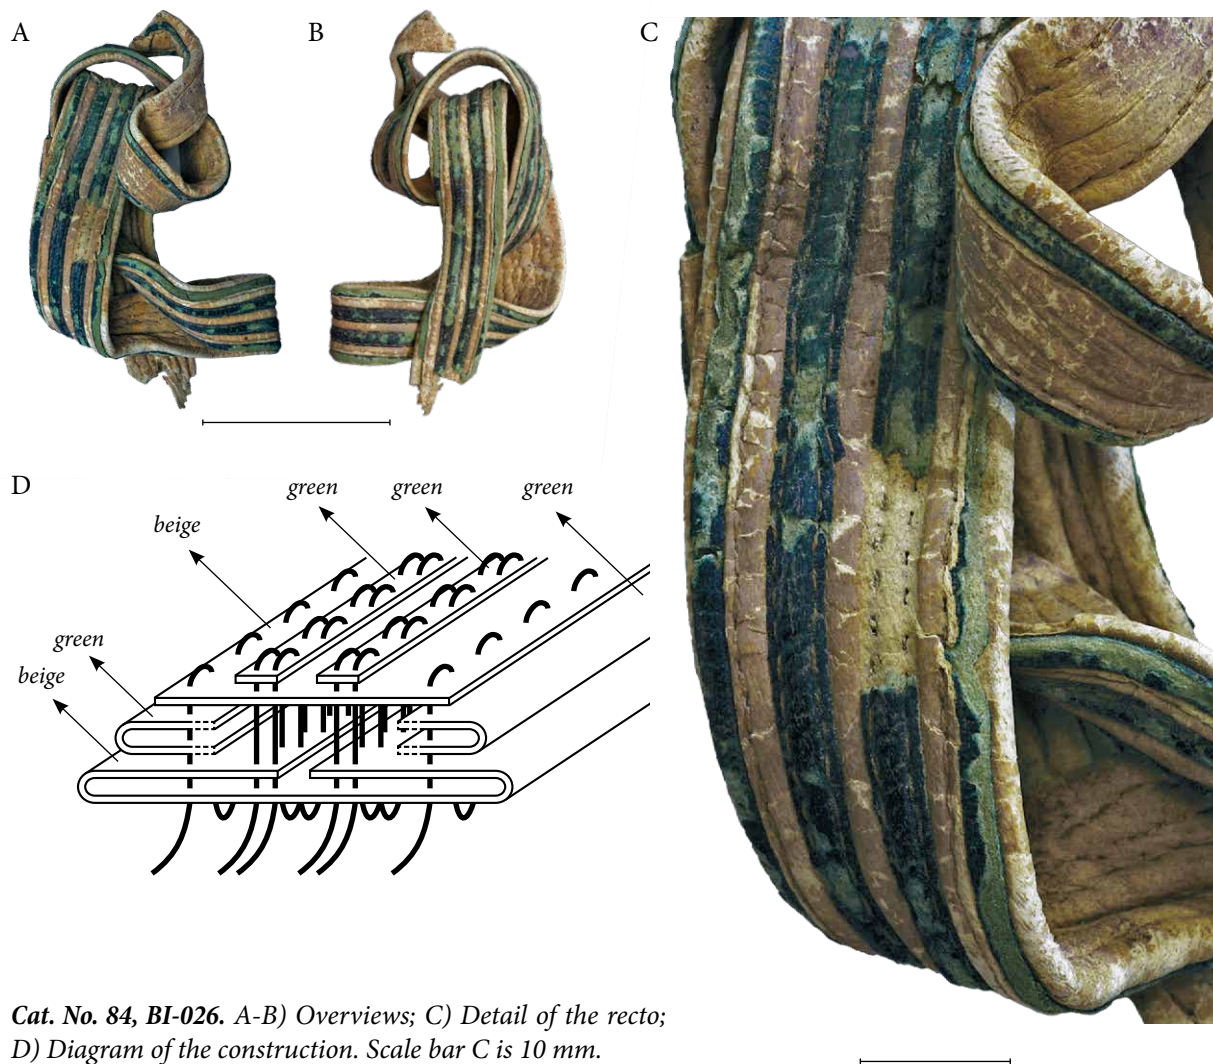 A
B
C
D
green
green
green
beige
green
beige
Cat. No. 84, BI-026. A-B) Overviews; C) Detail of the recto;
D) Diagram of the construction. Scale bar C is 10 mm.